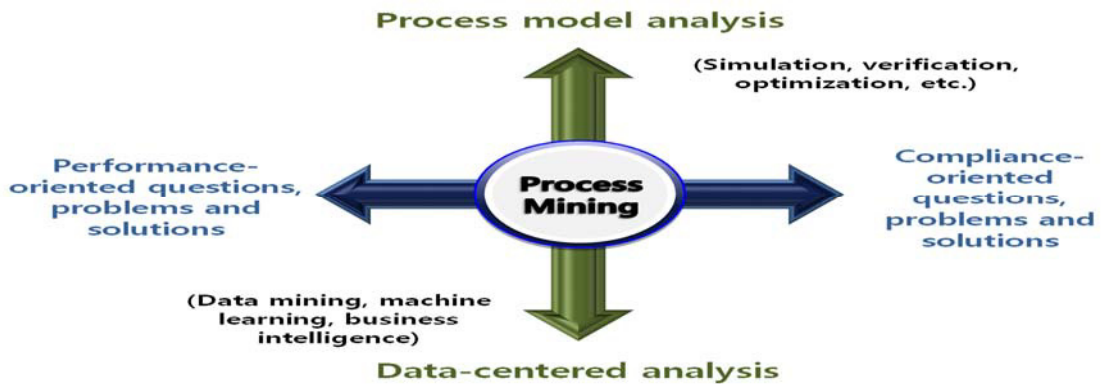 Process model analysis
(Simulation, verification,
optimization, etc.)
Performance-
oriented questions,
problems and
solutions
Process
Mining
Compliance-
oriented
questions,
problems and
solutions
(Data mining, machine
learning, business
intelligence)
Data-centered analysis